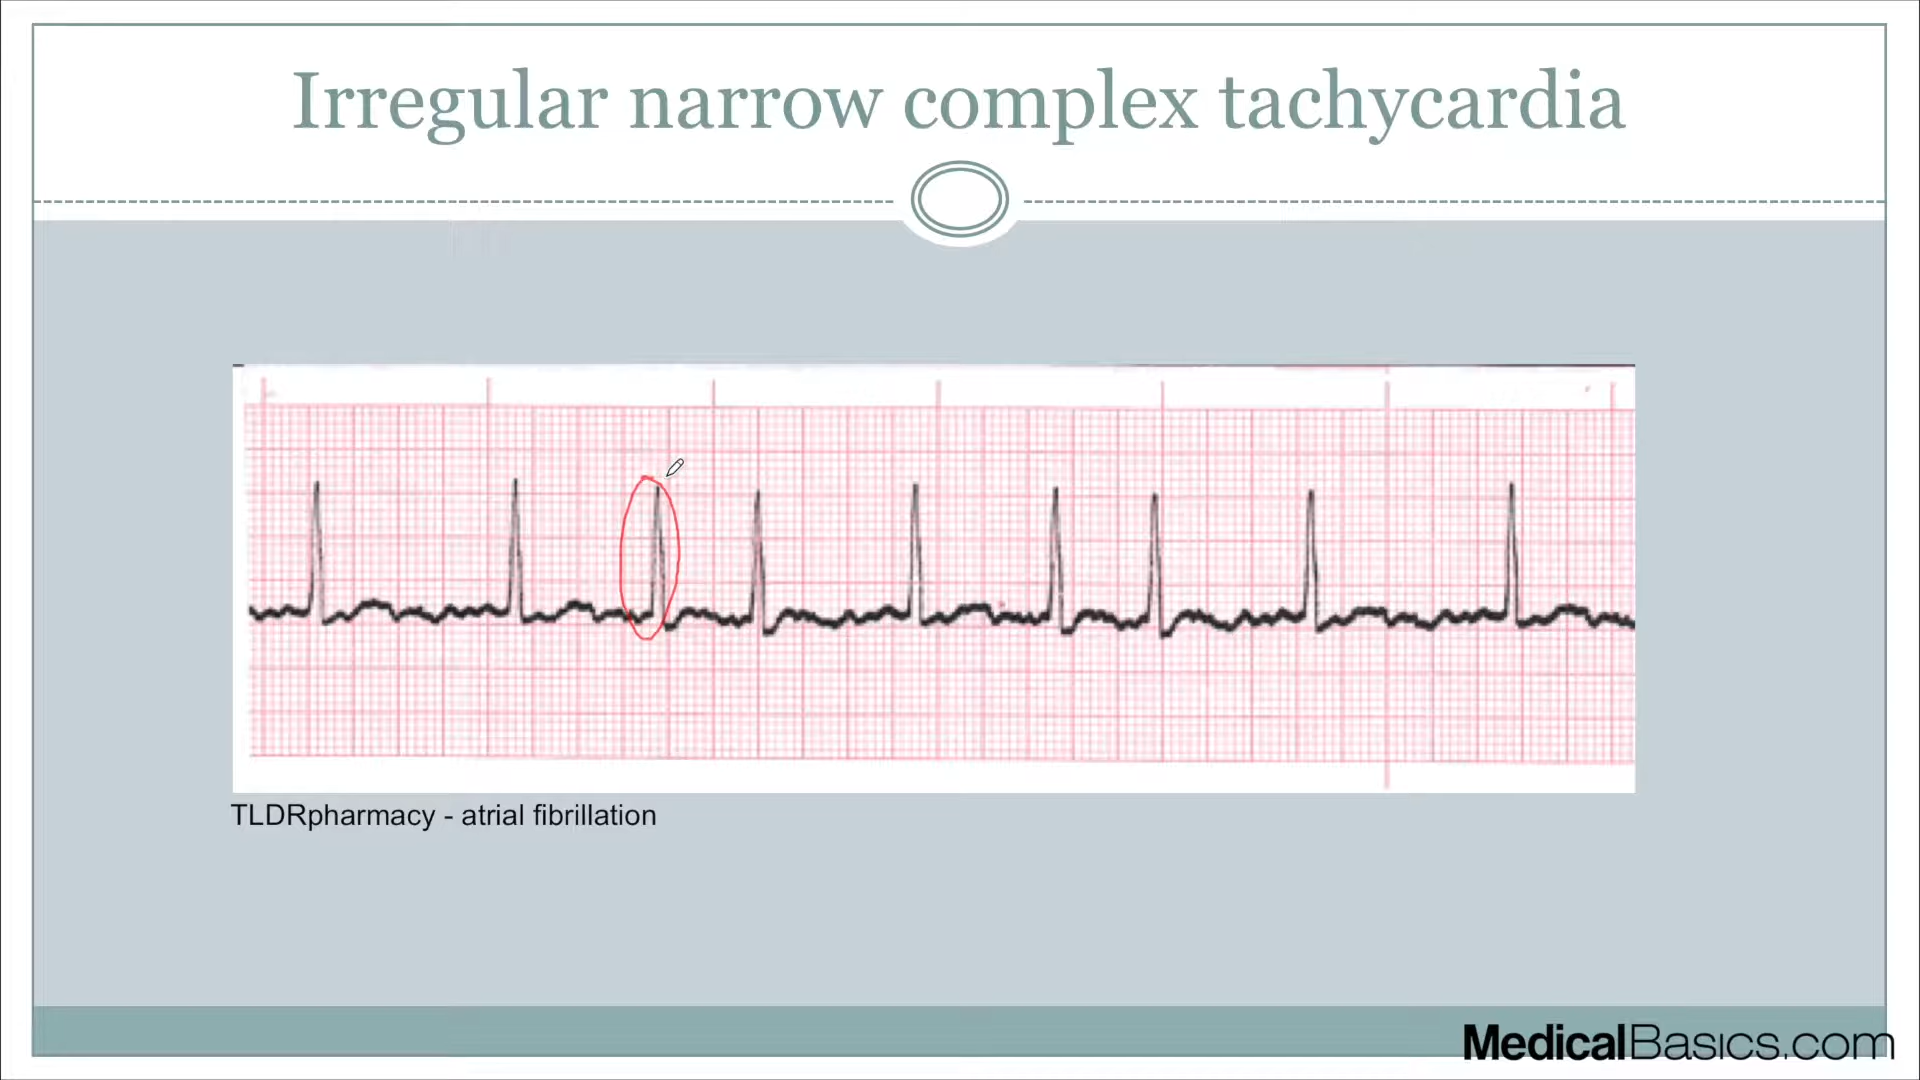 Irregular narrow complex tachycardia
TLDRpharmacy - atrial fibrillation
MedicalBasics.com